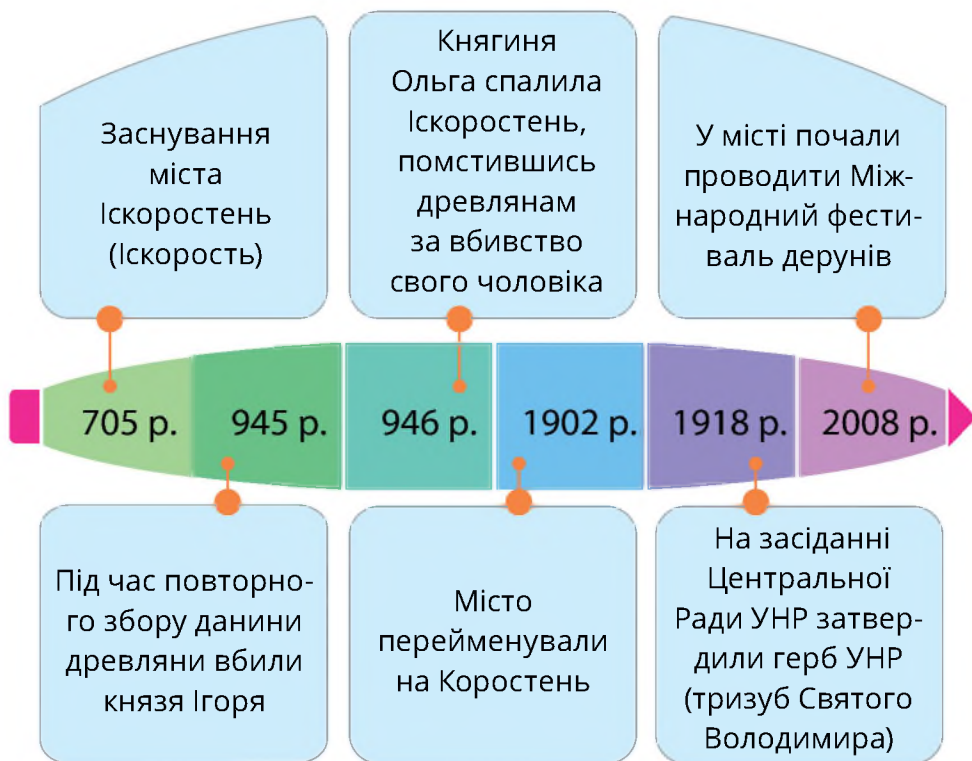 Заснування
міста
Іскоростень
(Іскорость)
Княгиня
Ольга спалила
Іскоростень,
помстившись
древлянам
за вбивство
свого чоловіка
У місті почали
проводити Між-
народний фести-
валь дерунів
705 р.
945 р.
946 р.
1902 р.
1918 р.
2008 р.
Під час повторно-
го збору данини
древляни вбили
князя Ігоря
Місто
перейменували
на Коростень
На засіданні
Центральної
Ради УНР затвер-
дили герб УНР
(тризуб Святого
Володимира)